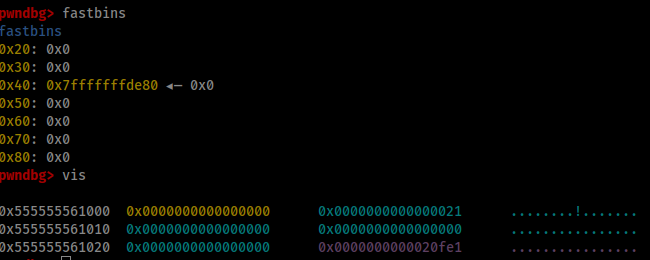 pwndbg> fastbins
fastbins
0x20: 0x0
0x30: 0x0
0x40: 0x7fffffffde80 ◂— 0x0
0x50: 0x0
0x60: 0x0
0x70: 0x0
0x80: 0x0
pwndbg> vis
0x555555561000 0x0000000000000000 0x0000000000000021 ........!.......
0x555555561010 0x0000000000000000 0x0000000000000000 ................
0x555555561020 0x0000000000000000 0x0000000000020fe1 ................